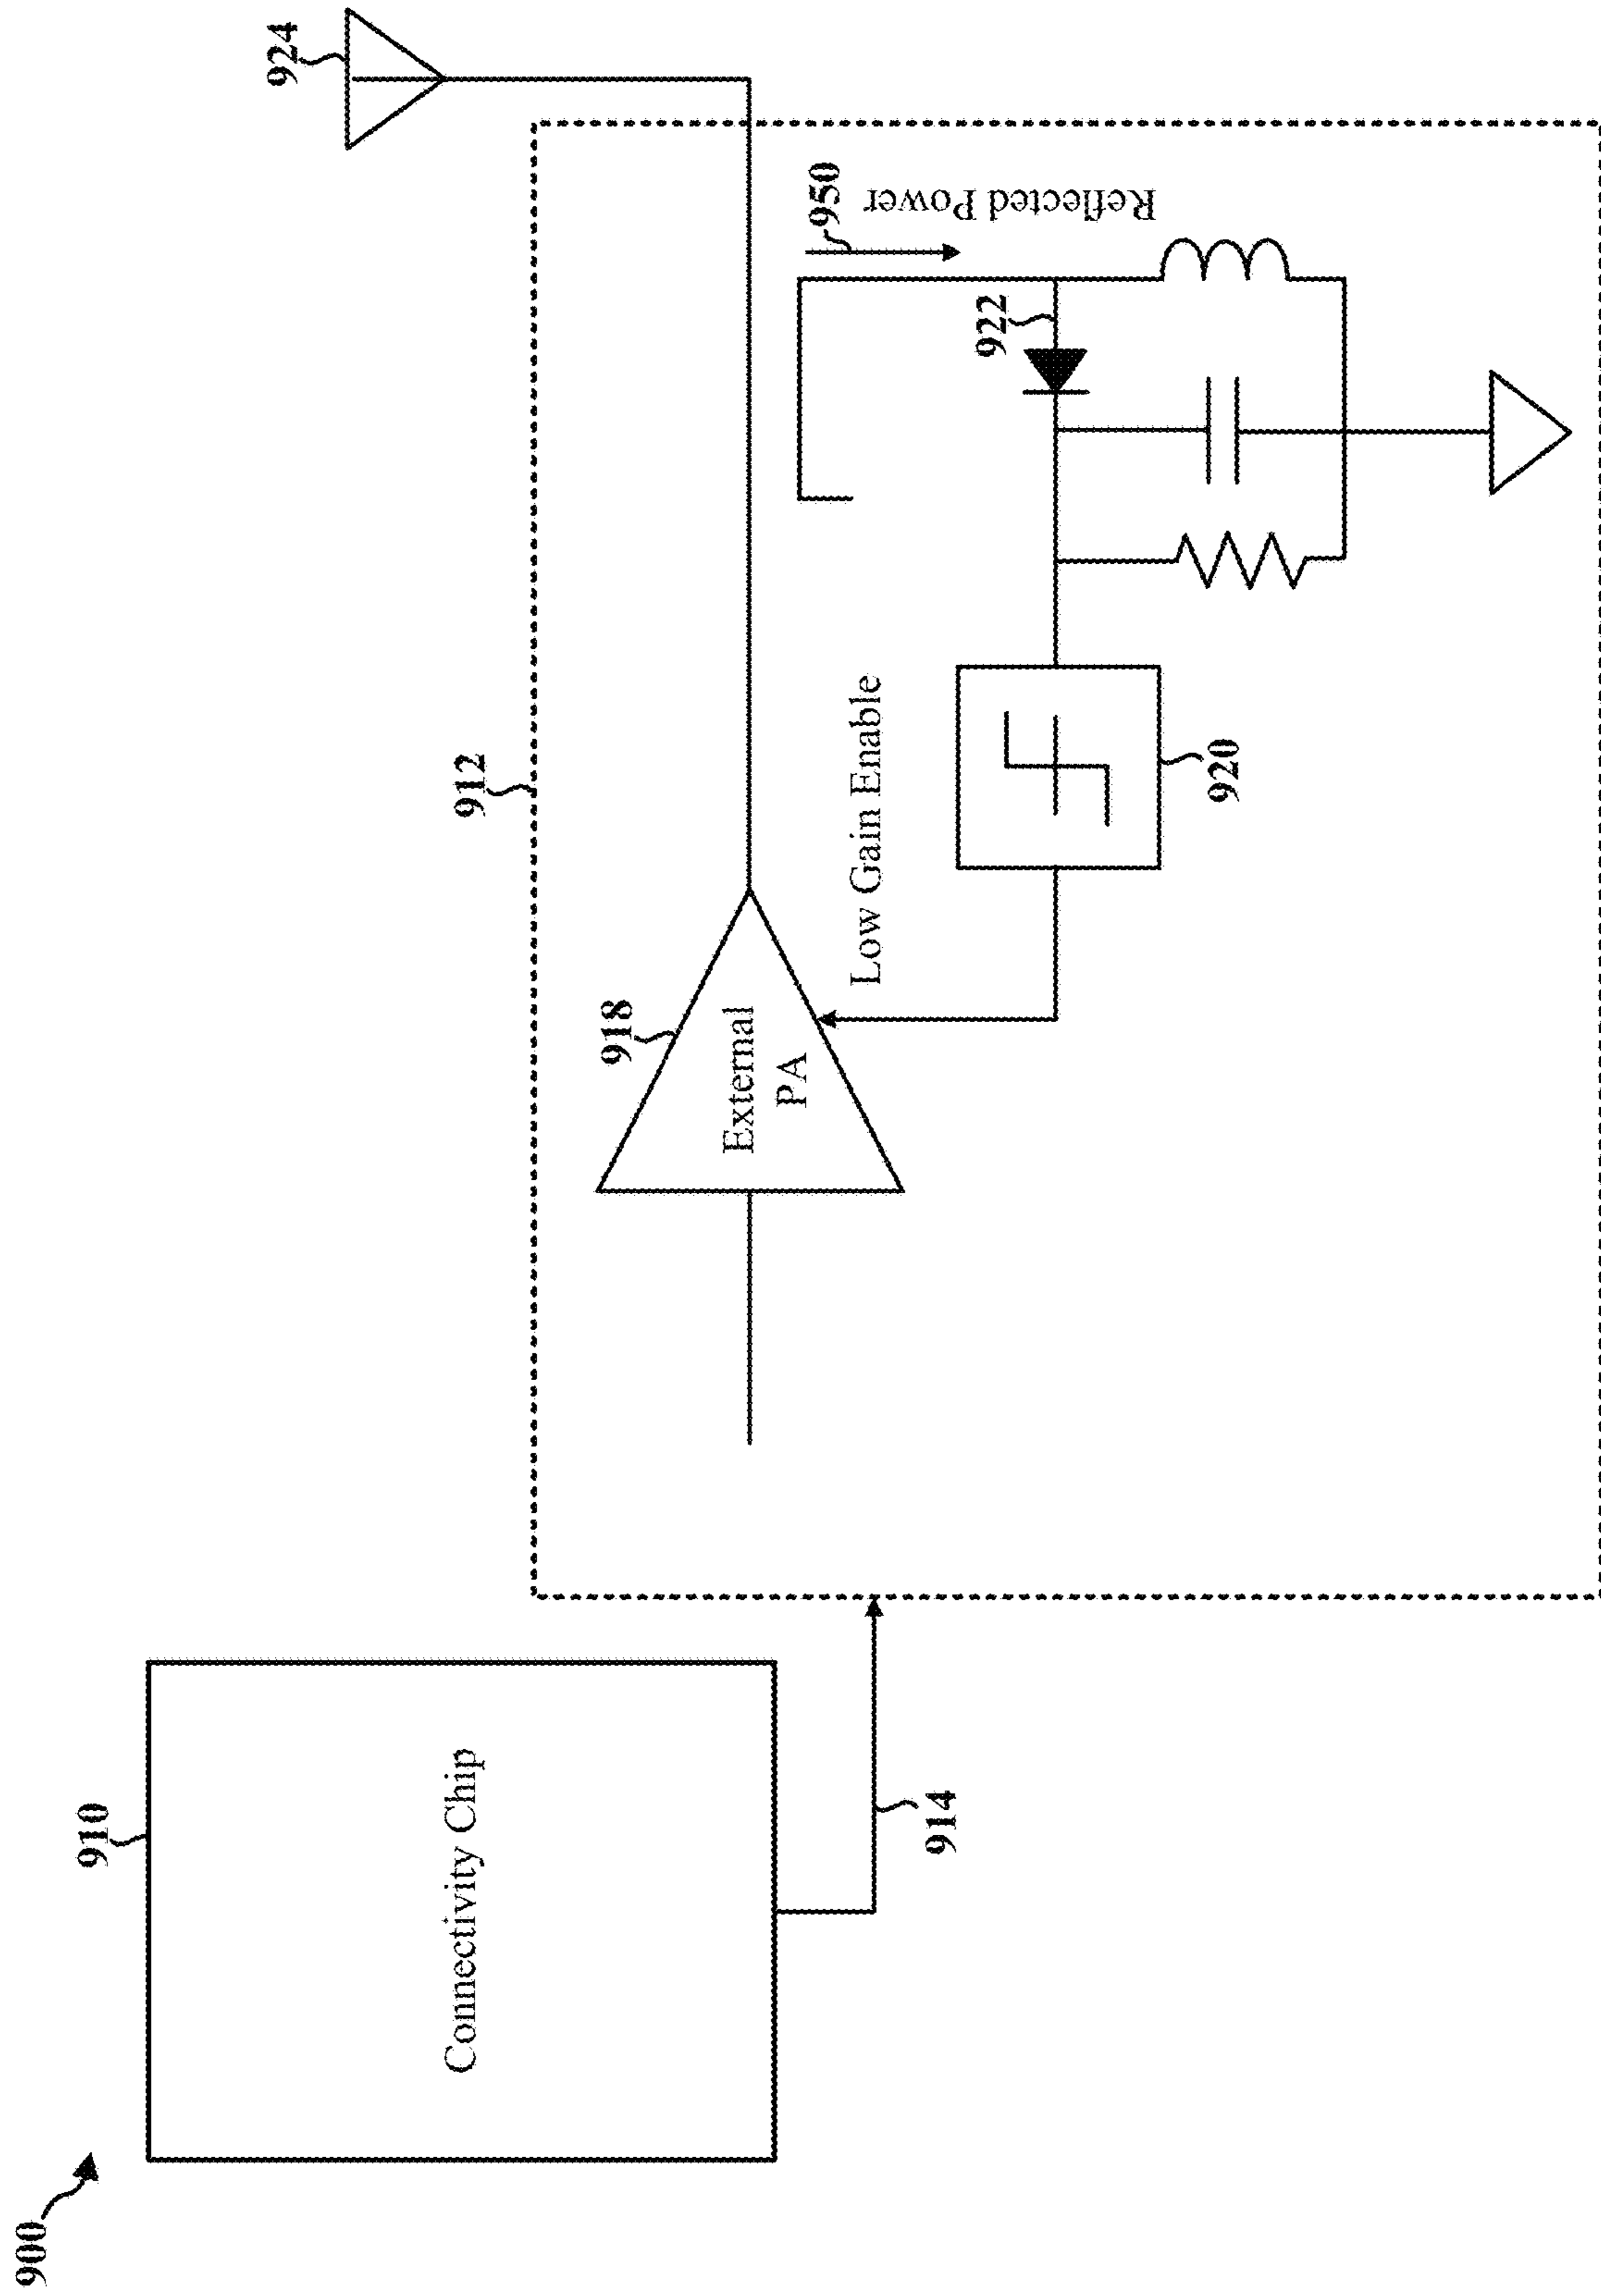 900
910
Connectivity Chip
914
912
918
External
PA
Low Gain Enable
920
922
950
Reflected Power
924